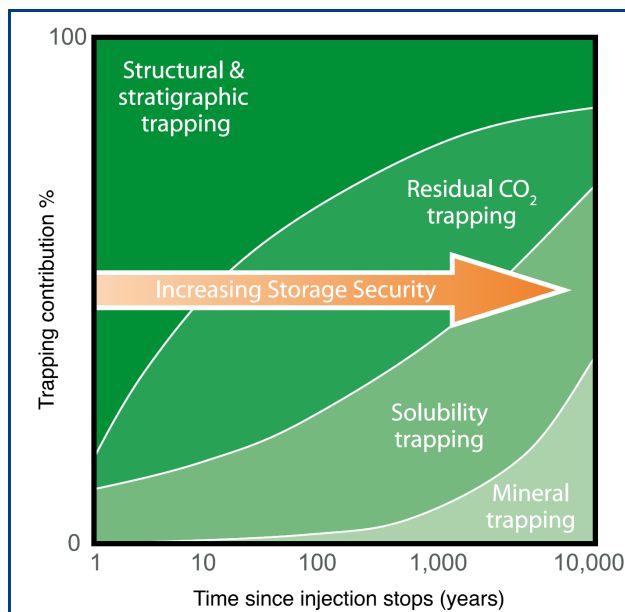 100
Structural &
stratigraphic
trapping
Residual CO₂
trapping
Trapping contribution %
Increasing Storage Security
Solubility
trapping
Mineral
trapping
0
1 10 100 1,000 10,000
Time since injection stops (years)